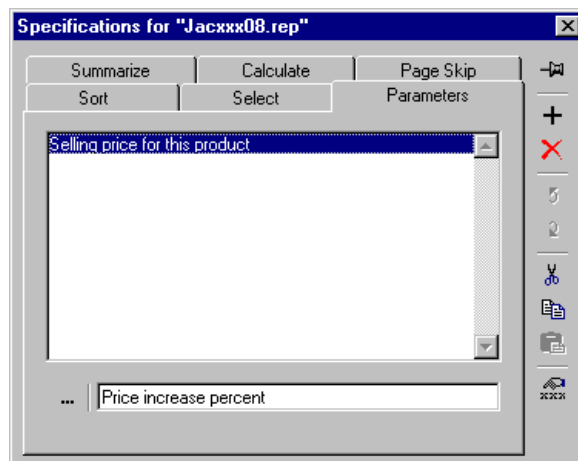 Specifications for "Jacxxx08.rep"
Summarize
Calculate
Page Skip
Sort
Select
Parameters
Selling price for this product
... Price increase percent
xxx